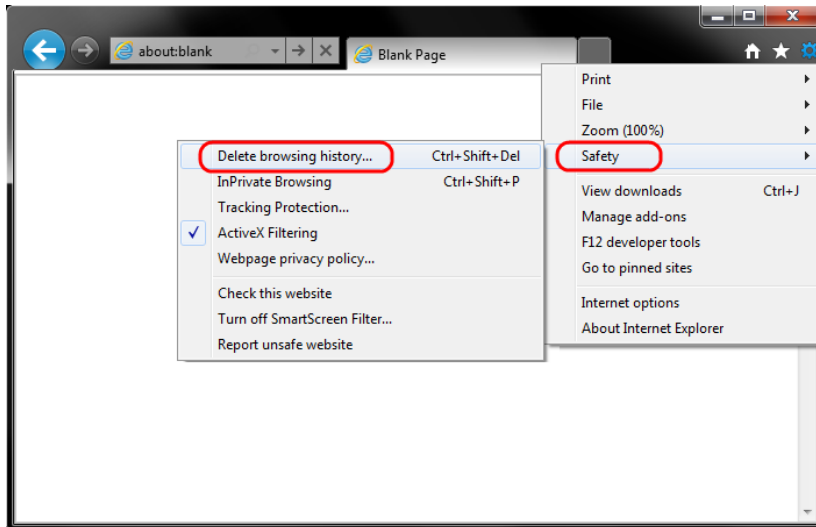 about:blank
Blank Page
Print
File
Zoom (100%)
Safety
View downloads Ctrl+J
Manage add-ons
F12 developer tools
Go to pinned sites
Internet options
About Internet Explorer
Delete browsing history... Ctrl+Shift+Del
InPrivate Browsing Ctrl+Shift+P
Tracking Protection...
ActiveX Filtering
Webpage privacy policy...
Check this website
Turn off SmartScreen Filter...
Report unsafe website